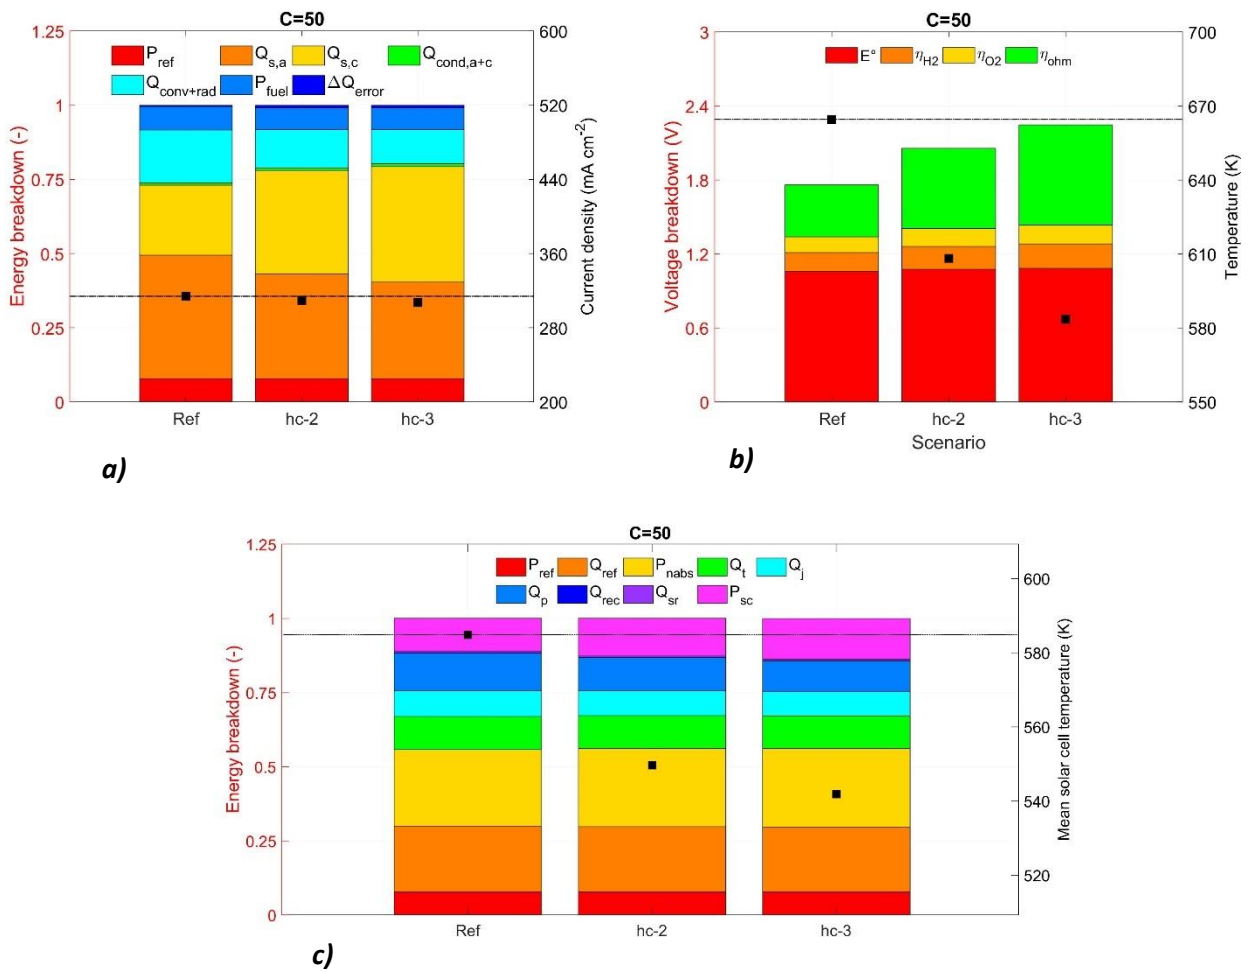 C=50
1.25
1
0.75
0.5
0.25
0
Energy breakdown (-)
P_ref Q_s,a Q_s,c Q_cond,a+c
Q_conv+rad P_fuel ΔQ_error
600
520
440
360
280
200
Current density (mA cm⁻²)
Ref hc-2 hc-3
a)
C=50
3
2.4
1.8
1.2
0.6
0
Voltage breakdown (V)
E° η_H2 η_O2 η_ohm
700
670
640
610
580
550
Temperature (K)
Ref hc-2 hc-3
Scenario
b)
C=50
1.25
1
0.75
0.5
0.25
0
Energy breakdown (-)
P_ref Q_ref P_nabs Q_t Q_j
Q_p Q_rec Q_sr P_sc
600
580
560
540
520
Mean solar cell temperature (K)
Ref hc-2 hc-3
c)